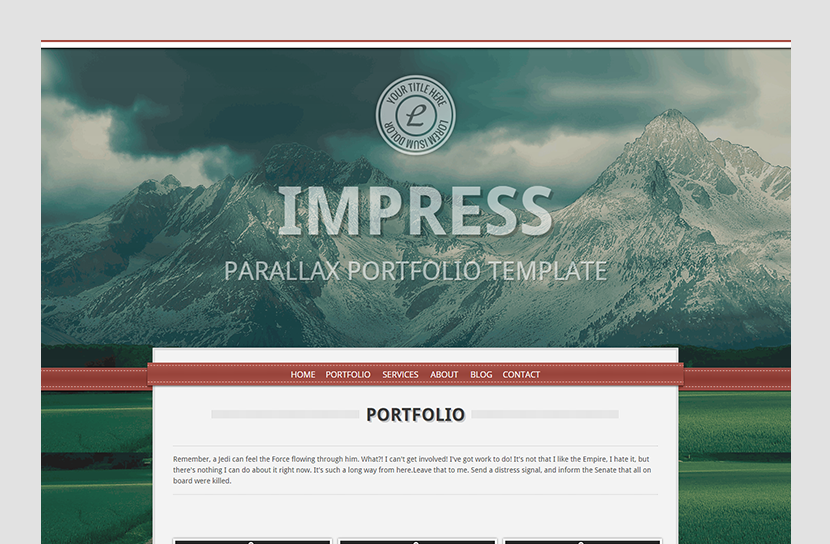 YOUR TITLE HERE
L
LOREM ISUM DOLOR
IMPRESS
PARALLAX PORTFOLIO TEMPLATE
HOME PORTFOLIO SERVICES ABOUT BLOG CONTACT
PORTFOLIO
Remember, a Jedi can feel the Force flowing through him. What?! I can't get involved! I've got work to do! It's not that I like the Empire, I hate it, but
there's nothing I can do about it right now. It's such a long way from here.Leave that to me. Send a distress signal, and inform the Senate that all on
board were killed.